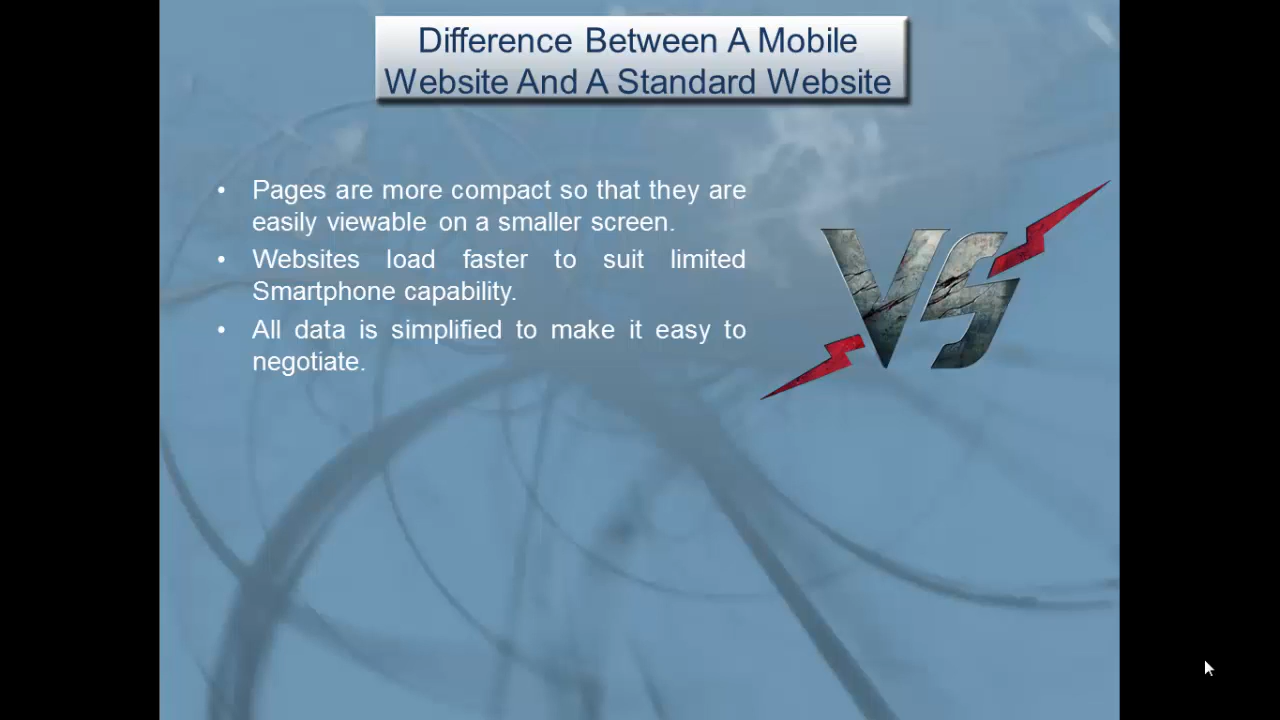 Difference Between A Mobile
Website And A Standard Website
• Pages are more compact so that they are
easily viewable on a smaller screen.
• Websites load faster to suit limited
Smartphone capability.
• All data is simplified to make it easy to
negotiate.
VS